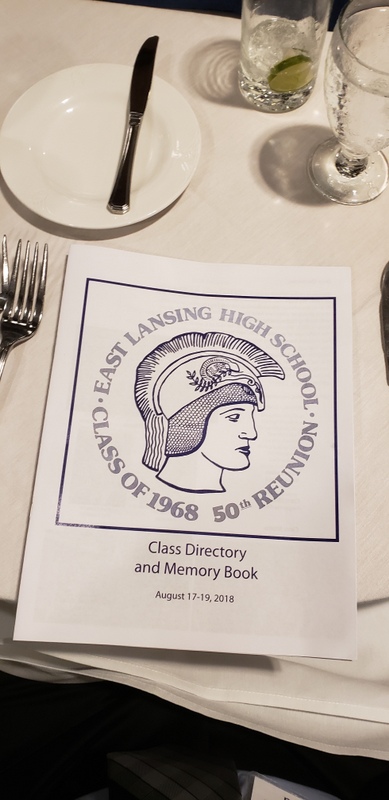 · EAST LANSING HIGH SCHOOL ·
CLASS OF 1968 50th REUNION
Class Directory
and Memory Book
August 17-19, 2018